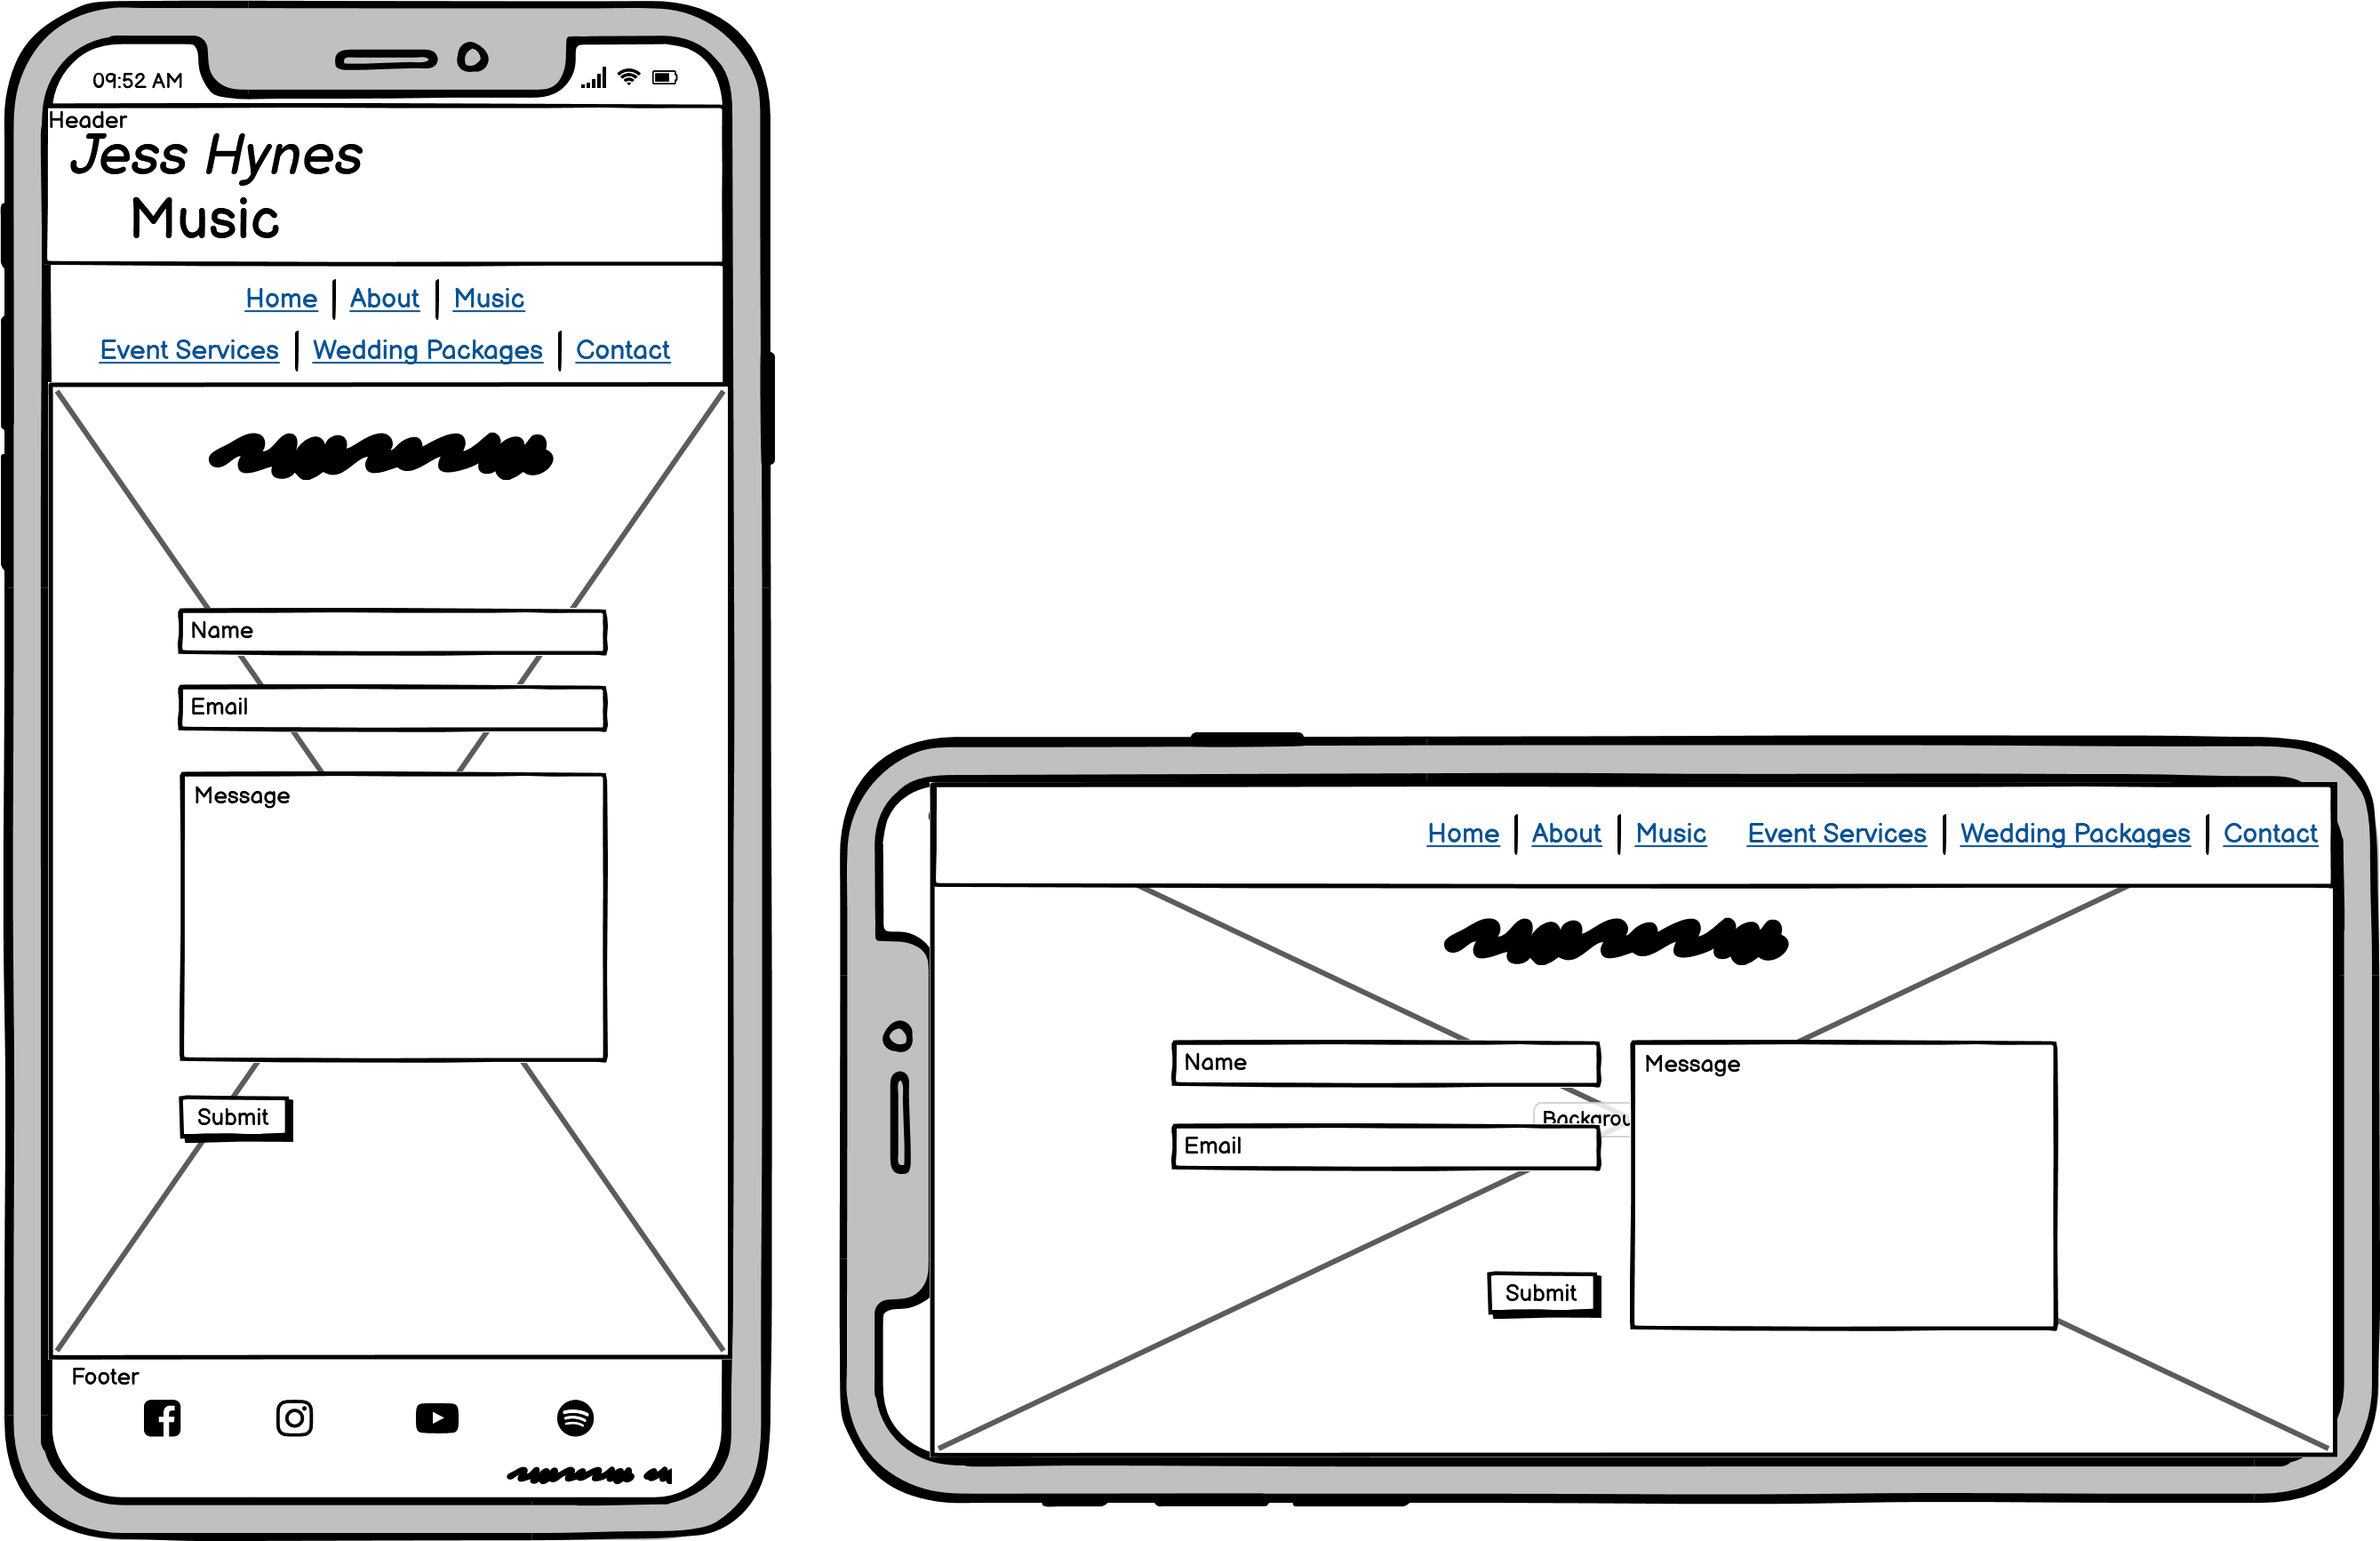 09:52 AM
Header
Jess Hynes
Music
Home About Music
Event Services Wedding Packages Contact
Name
Email
Message
Submit
Footer
Home About Music Event Services Wedding Packages Contact
Name
Message
Backgrou
Email
Submit